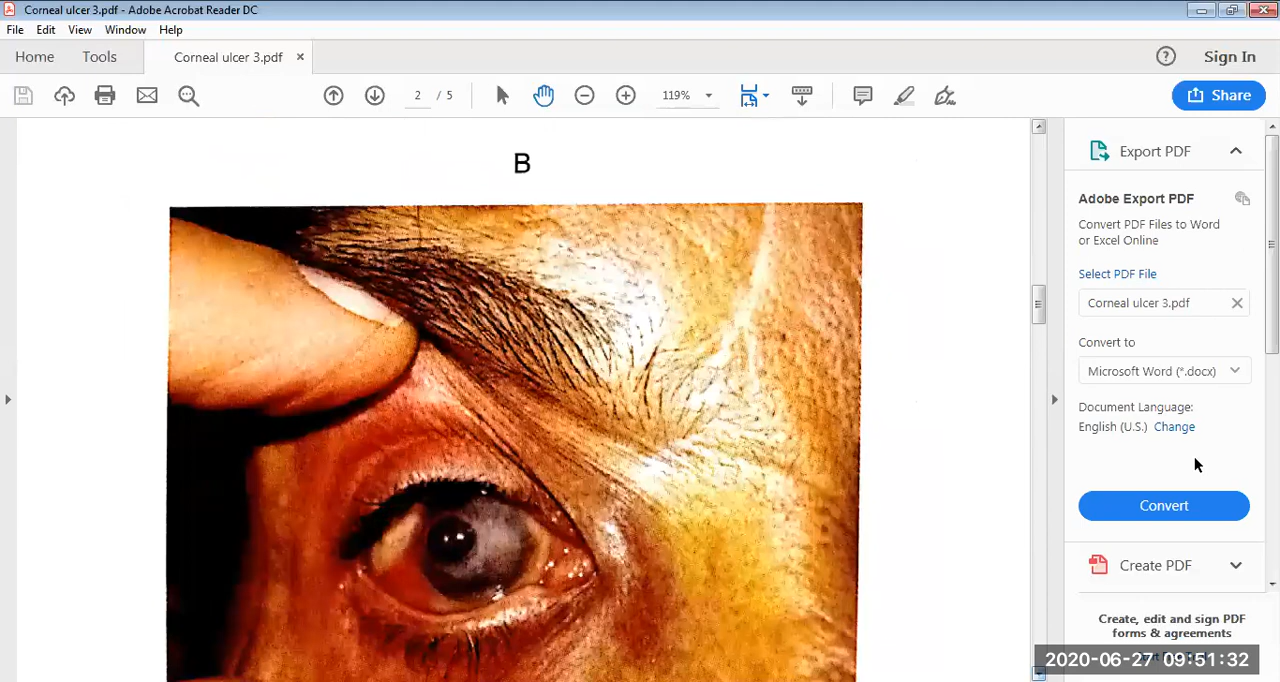 Corneal ulcer 3.pdf - Adobe Acrobat Reader DC
File Edit View Window Help
Home Tools Corneal ulcer 3.pdf × Sign In
2 / 5 119% Share
B
Export PDF
Adobe Export PDF
Convert PDF Files to Word
or Excel Online
Select PDF File
Corneal ulcer 3.pdf
Convert to
Microsoft Word (*.docx)
Document Language:
English (U.S.) Change
Convert
Create PDF
Create, edit and sign PDF
forms & agreements
2020-06-27 09:51:32